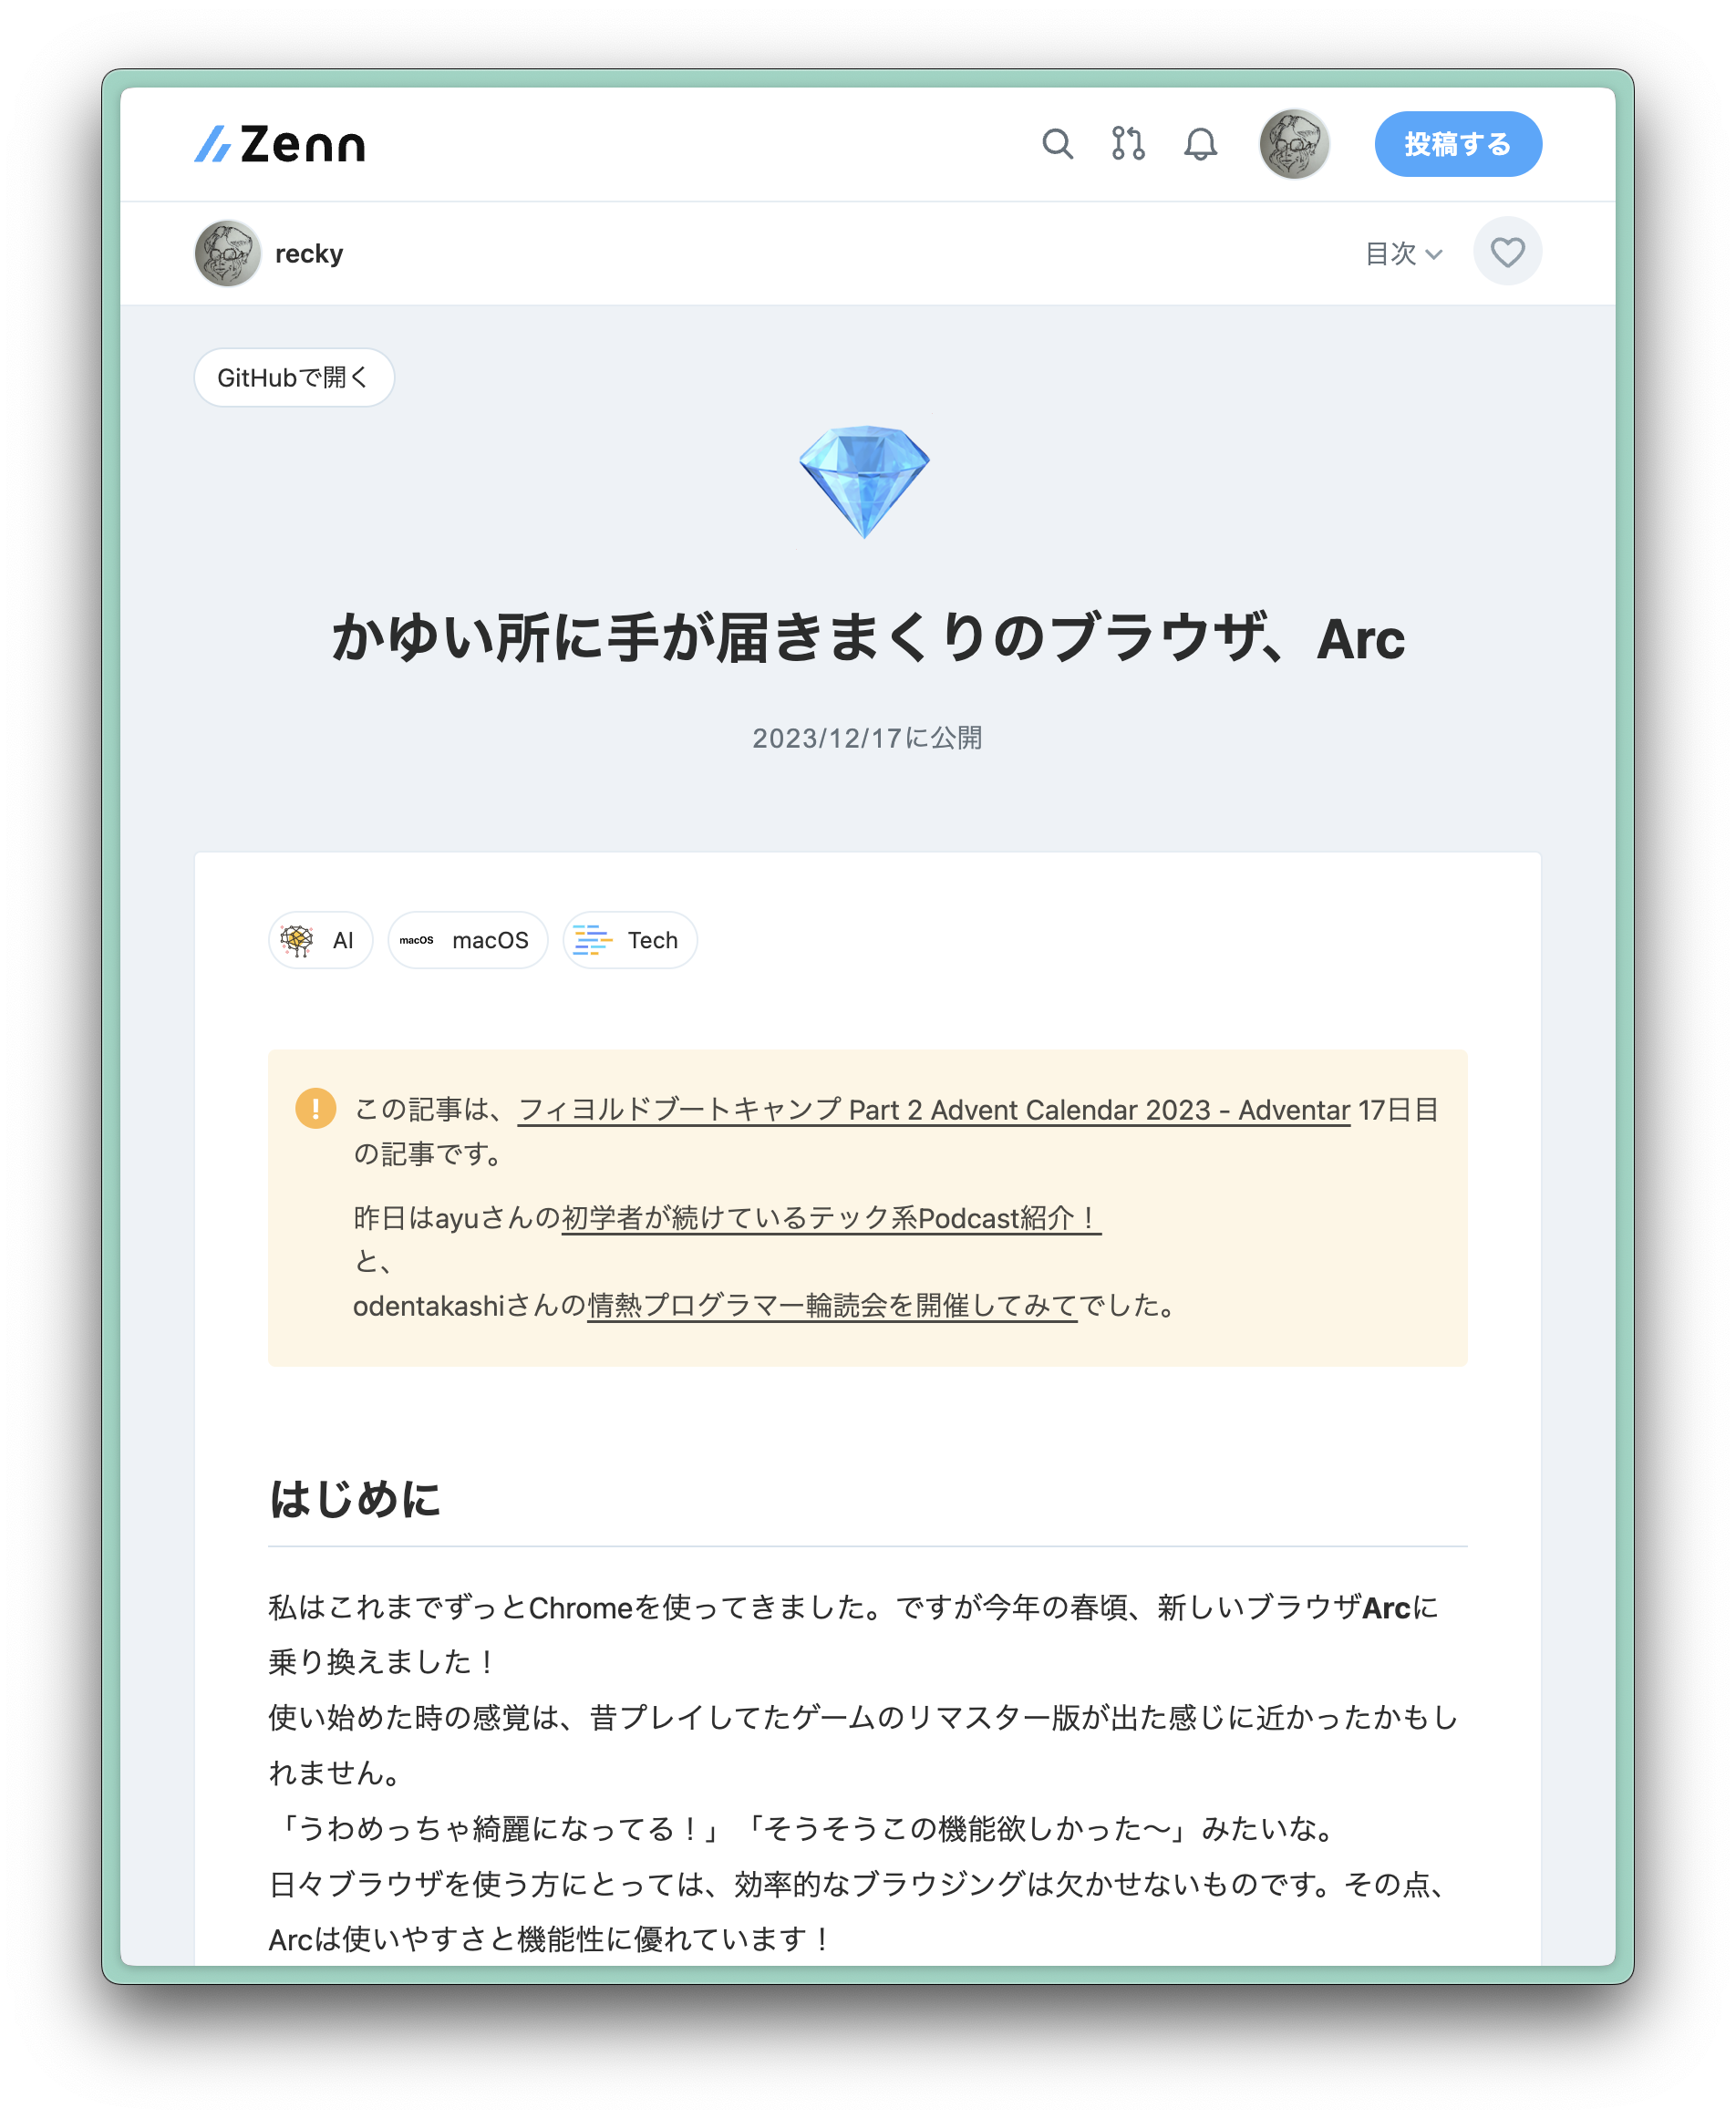 Zenn
投稿する
recky
目次
GitHubで開く
かゆい所に手が届きまくりのブラウザ、Arc
2023/12/17に公開
AI
macOS macOS
Tech
この記事は、フィヨルドブートキャンプ Part 2 Advent Calendar 2023 - Adventar 17日目
の記事です。
昨日はayuさんの初学者が続けているテック系Podcast紹介！
と、
odentakashiさんの情熱プログラマー輪読会を開催してみてでした。
はじめに
私はこれまでずっとChromeを使ってきました。ですが今年の春頃、新しいブラウザArcに
乗り換えました！
使い始めた時の感覚は、昔プレイしてたゲームのリマスター版が出た感じに近かったかもし
れません。
「うわめっちゃ綺麗になってる！」「そうそうこの機能欲しかった〜」みたいな。
日々ブラウザを使う方にとっては、効率的なブラウジングは欠かせないものです。その点、
Arcは使いやすさと機能性に優れています！